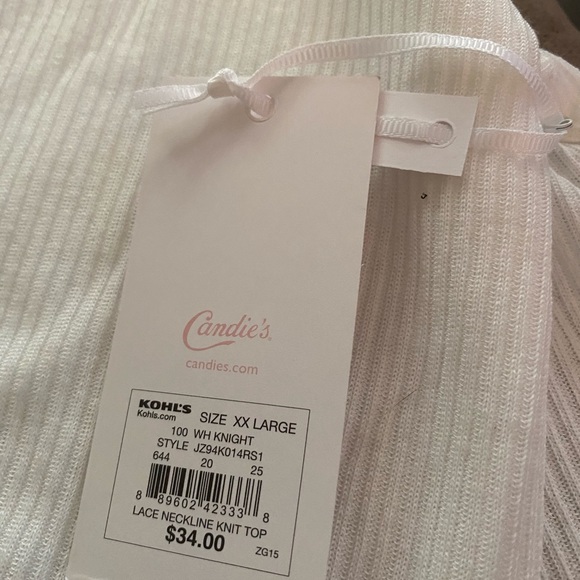 Candie's
candies.com
KOHL'S
Kohls.com
SIZE XX LARGE
100 WH KNIGHT
STYLE JZ94K014RS1
644 20 25
8 89602 42333 8
LACE NECKLINE KNIT TOP
$34.00
ZG15